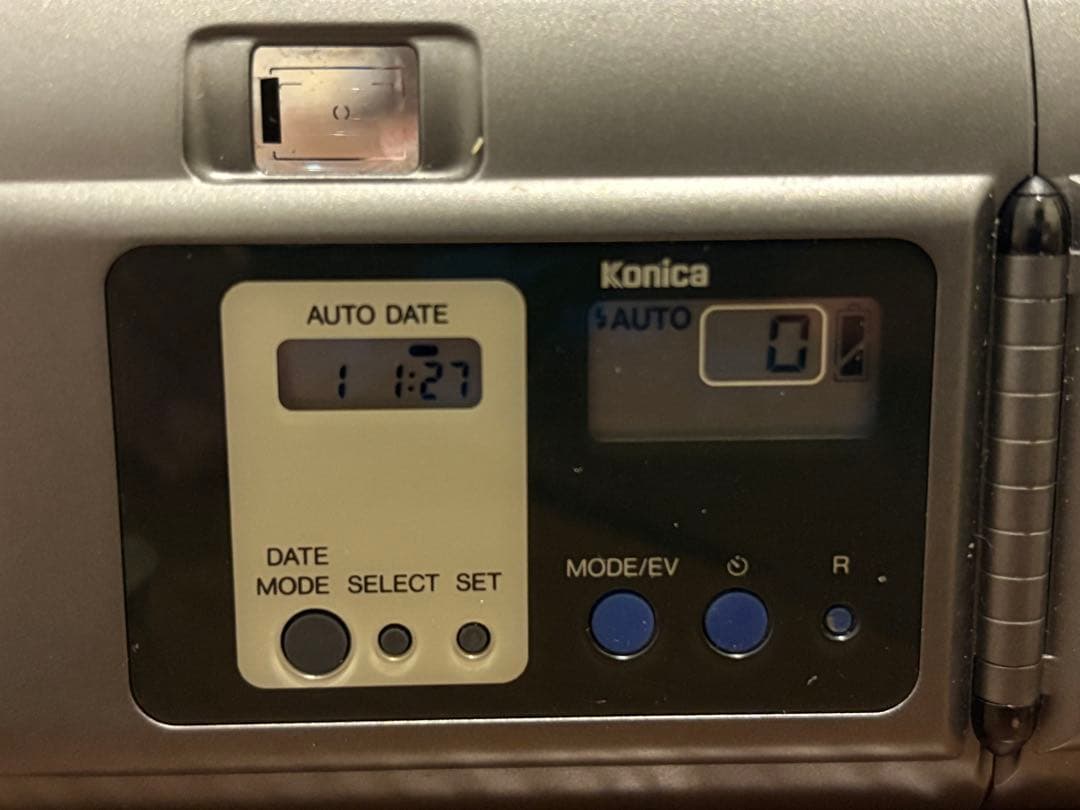 Konica
AUTO DATE
1 1:27
AUTO 0
DATE
MODE SELECT SET
MODE/EV R